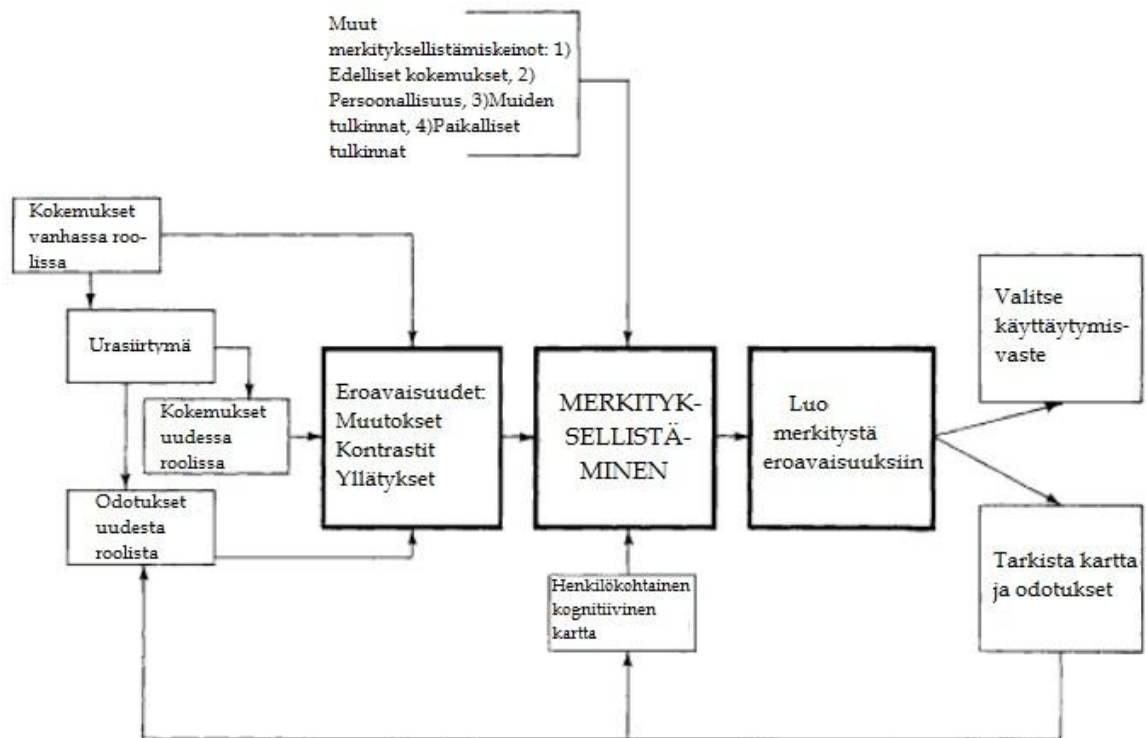 Muut
merkityksellistämiskeinot: 1)
Edelliset kokemukset, 2)
Persoonallisuus, 3)Muiden
tulkinnat, 4)Paikalliset
tulkinnat
Kokemukset
vanhassa roo-
lissa
Urasiirtymä
Kokemukset
uudessa
roolissa
Odotukset
uudesta
roolista
Eroavaisuudet:
Muutokset
Kontrastit
Yllätykset
MERKITYK-
SELLISTÄ-
MINEN
Henkilökohtainen
kognitiivinen
kartta
Luo
merkitystä
eroavaisuuksiin
Valitse
käyttäytymis-
vaste
Tarkista kartta
ja odotukset